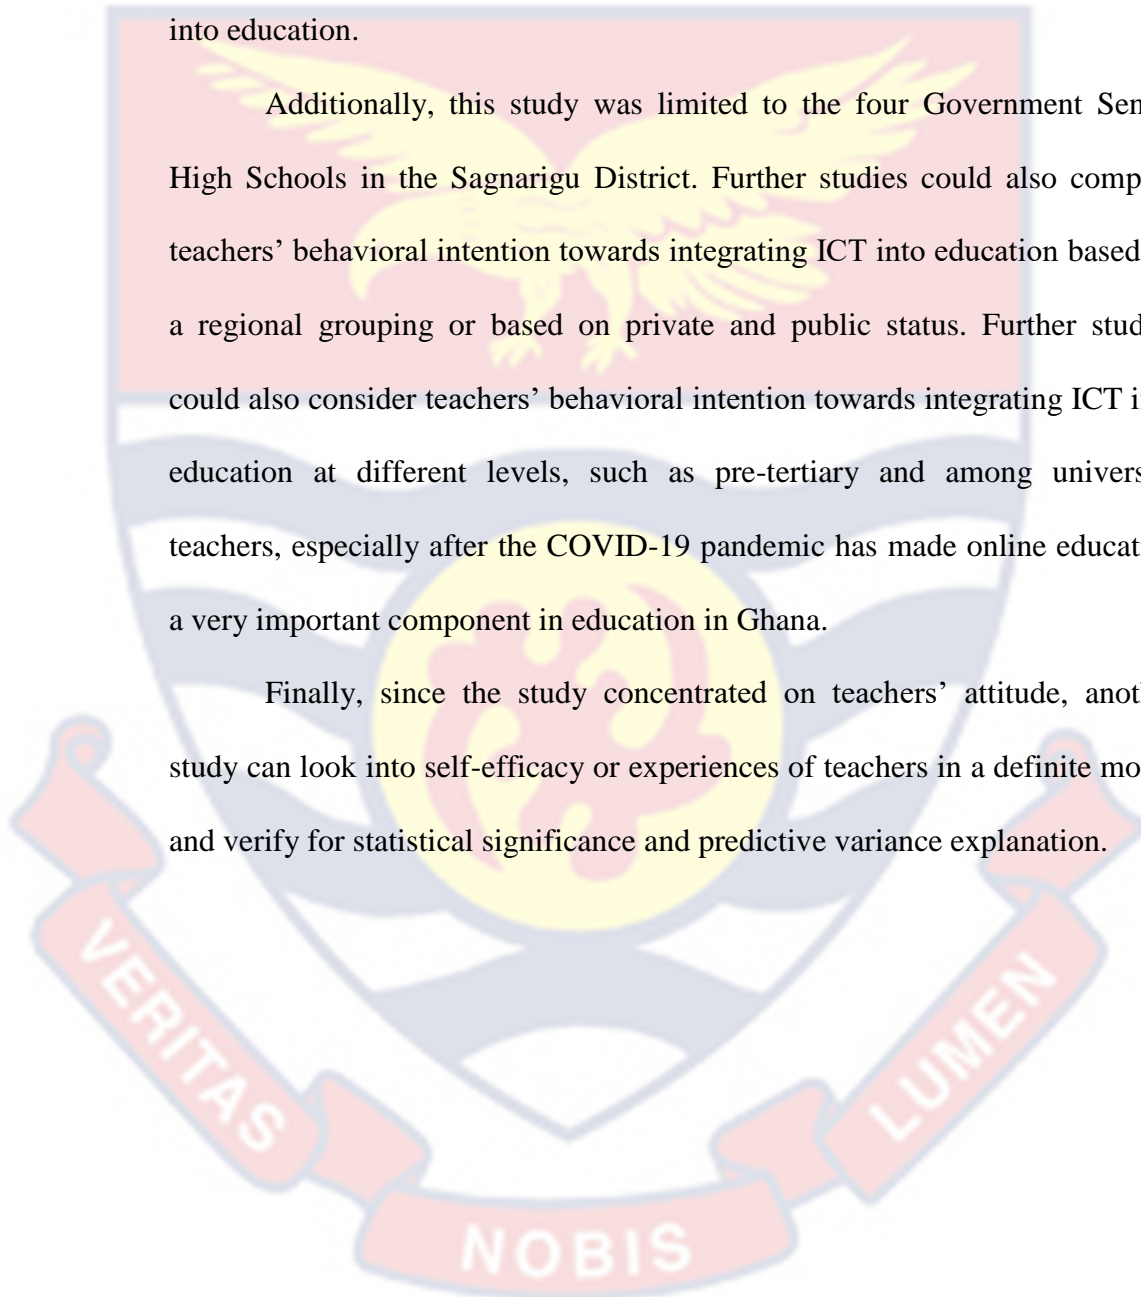 into education.
Additionally, this study was limited to the four Government Sen
High Schools in the Sagnarigu District. Further studies could also comp
teachers’ behavioral intention towards integrating ICT into education based
a regional grouping or based on private and public status. Further stud
could also consider teachers’ behavioral intention towards integrating ICT i
education at different levels, such as pre-tertiary and among univers
teachers, especially after the COVID-19 pandemic has made online educati
a very important component in education in Ghana.
Finally, since the study concentrated on teachers’ attitude, anoth
study can look into self-efficacy or experiences of teachers in a definite mo
and verify for statistical significance and predictive variance explanation.
VERITAS
NOBIS
LUMEN